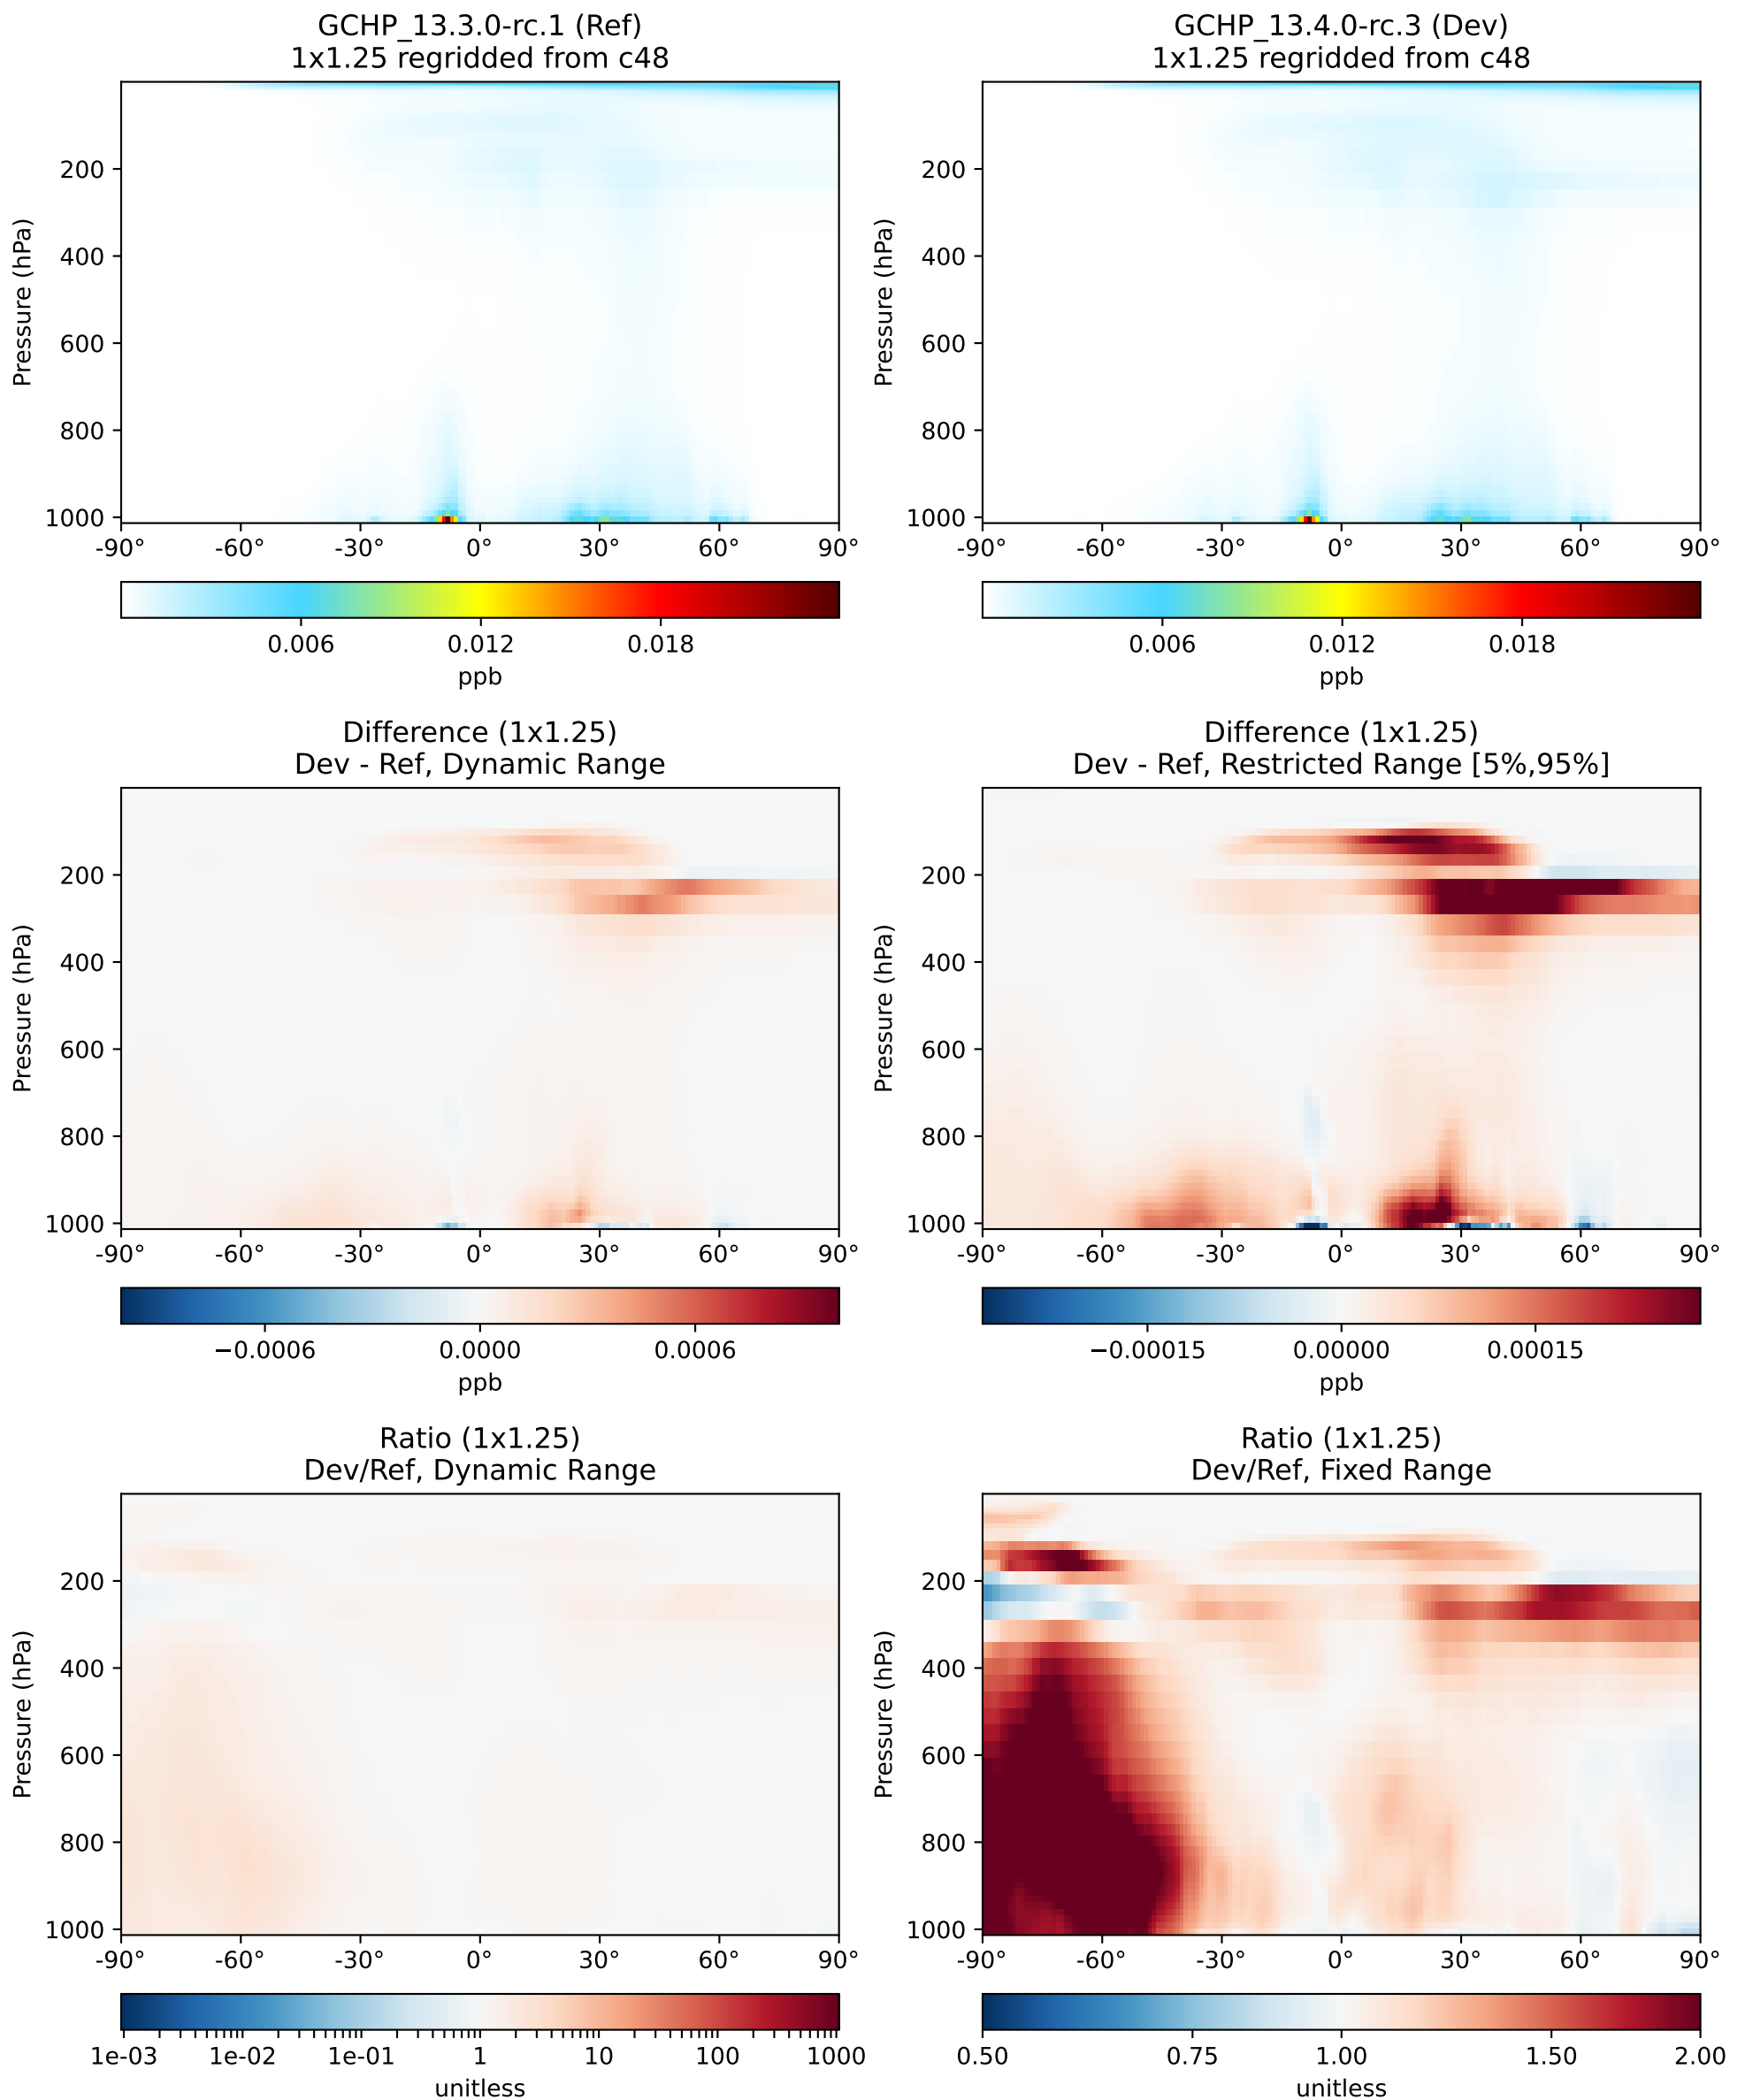 GCHP_13.3.0-rc.1 (Ref)
1x1.25 regridded from c48
Pressure (hPa)
200
400
600
800
1000
-90° -60° -30° 0° 30° 60° 90°
0.006 0.012 0.018
ppb
GCHP_13.4.0-rc.3 (Dev)
1x1.25 regridded from c48
Pressure (hPa)
200
400
600
800
1000
-90° -60° -30° 0° 30° 60° 90°
0.006 0.012 0.018
ppb
Difference (1x1.25)
Dev - Ref, Dynamic Range
Pressure (hPa)
200
400
600
800
1000
-90° -60° -30° 0° 30° 60° 90°
−0.0006 0.0000 0.0006
ppb
Difference (1x1.25)
Dev - Ref, Restricted Range [5%,95%]
Pressure (hPa)
200
400
600
800
1000
-90° -60° -30° 0° 30° 60° 90°
−0.00015 0.00000 0.00015
ppb
Ratio (1x1.25)
Dev/Ref, Dynamic Range
Pressure (hPa)
200
400
600
800
1000
-90° -60° -30° 0° 30° 60° 90°
1e-03 1e-02 1e-01 1 10 100 1000
unitless
Ratio (1x1.25)
Dev/Ref, Fixed Range
Pressure (hPa)
200
400
600
800
1000
-90° -60° -30° 0° 30° 60° 90°
0.50 0.75 1.00 1.50 2.00
unitless